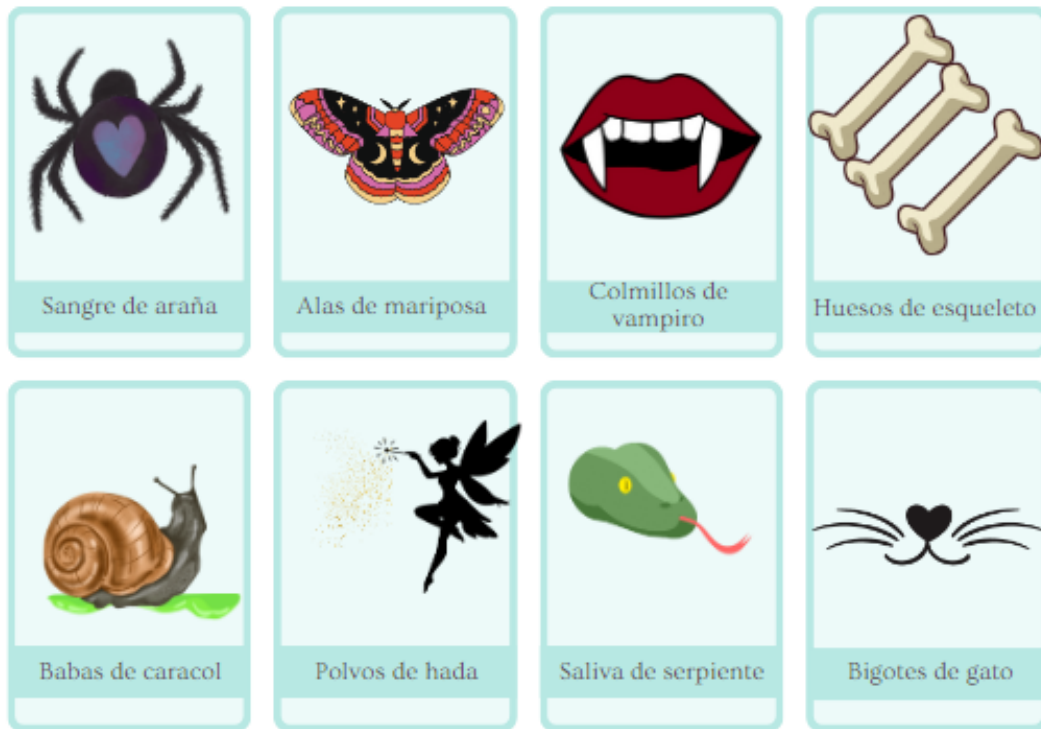 Sangre de araña
Alas de mariposa
Colmillos de
vampiro
Huesos de esqueleto
Babas de caracol
Polvos de hada
Saliva de serpiente
Bigotes de gato